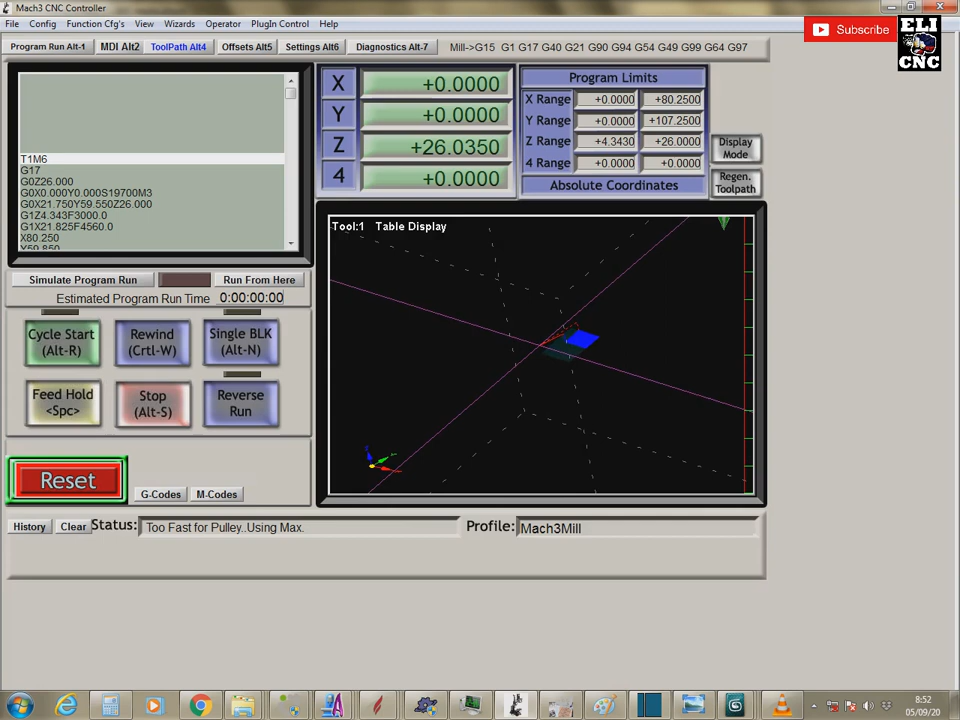 Mach3 CNC Controller
File Config Function Cfg's View Wizards Operator PlugIn Control Help
Program Run Alt-1 MDI Alt2 ToolPath Alt4 Offsets Alt5 Settings Alt6 Diagnostics Alt-7 Mill->G15 G1 G17 G40 G21 G90 G94 G54 G49 G99 G64 G97
Subscribe
ELI
CNC
T1M6
G17
G0Z26.000
G0X0.000Y0.000S19700M3
G0X21.750Y59.550Z26.000
G1Z4.343F3000.0
G1X21.825F4560.0
X80.250
Y59.850
X +0.0000
Y +0.0000
Z +26.0350
4 +0.0000
Program Limits
X Range +0.0000 +80.2500
Y Range +0.0000 +107.2500
Z Range +4.3430 +26.0000
4 Range +0.0000 +0.0000
Absolute Coordinates
Display
Mode
Regen.
Toolpath
Tool:1 Table Display
Simulate Program Run Run From Here
Estimated Program Run Time 0:00:00:00
Cycle Start
(Alt-R)
Rewind
(Crtl-W)
Single BLK
(Alt-N)
Feed Hold
<Spc>
Stop
(Alt-S)
Reverse
Run
Reset
G-Codes M-Codes
History Clear Status: Too Fast for Pulley..Using Max. Profile: Mach3Mill
8:52
05/09/20